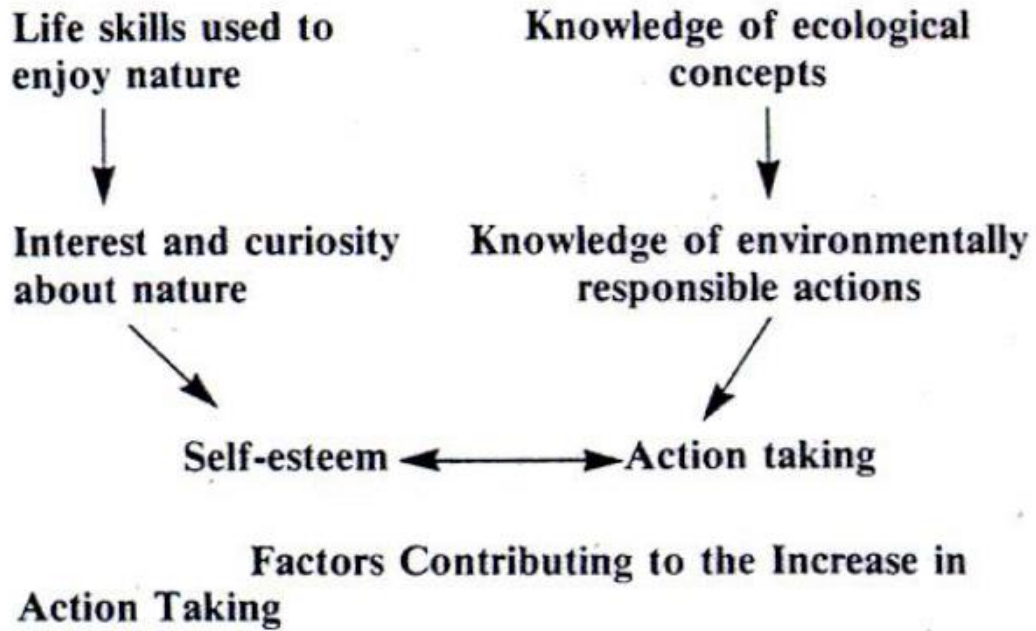 Life skills used to
enjoy nature
Knowledge of ecological
concepts
Interest and curiosity
about nature
Knowledge of environmentally
responsible actions
Self-esteem
Action taking
Factors Contributing to the Increase in
Action Taking